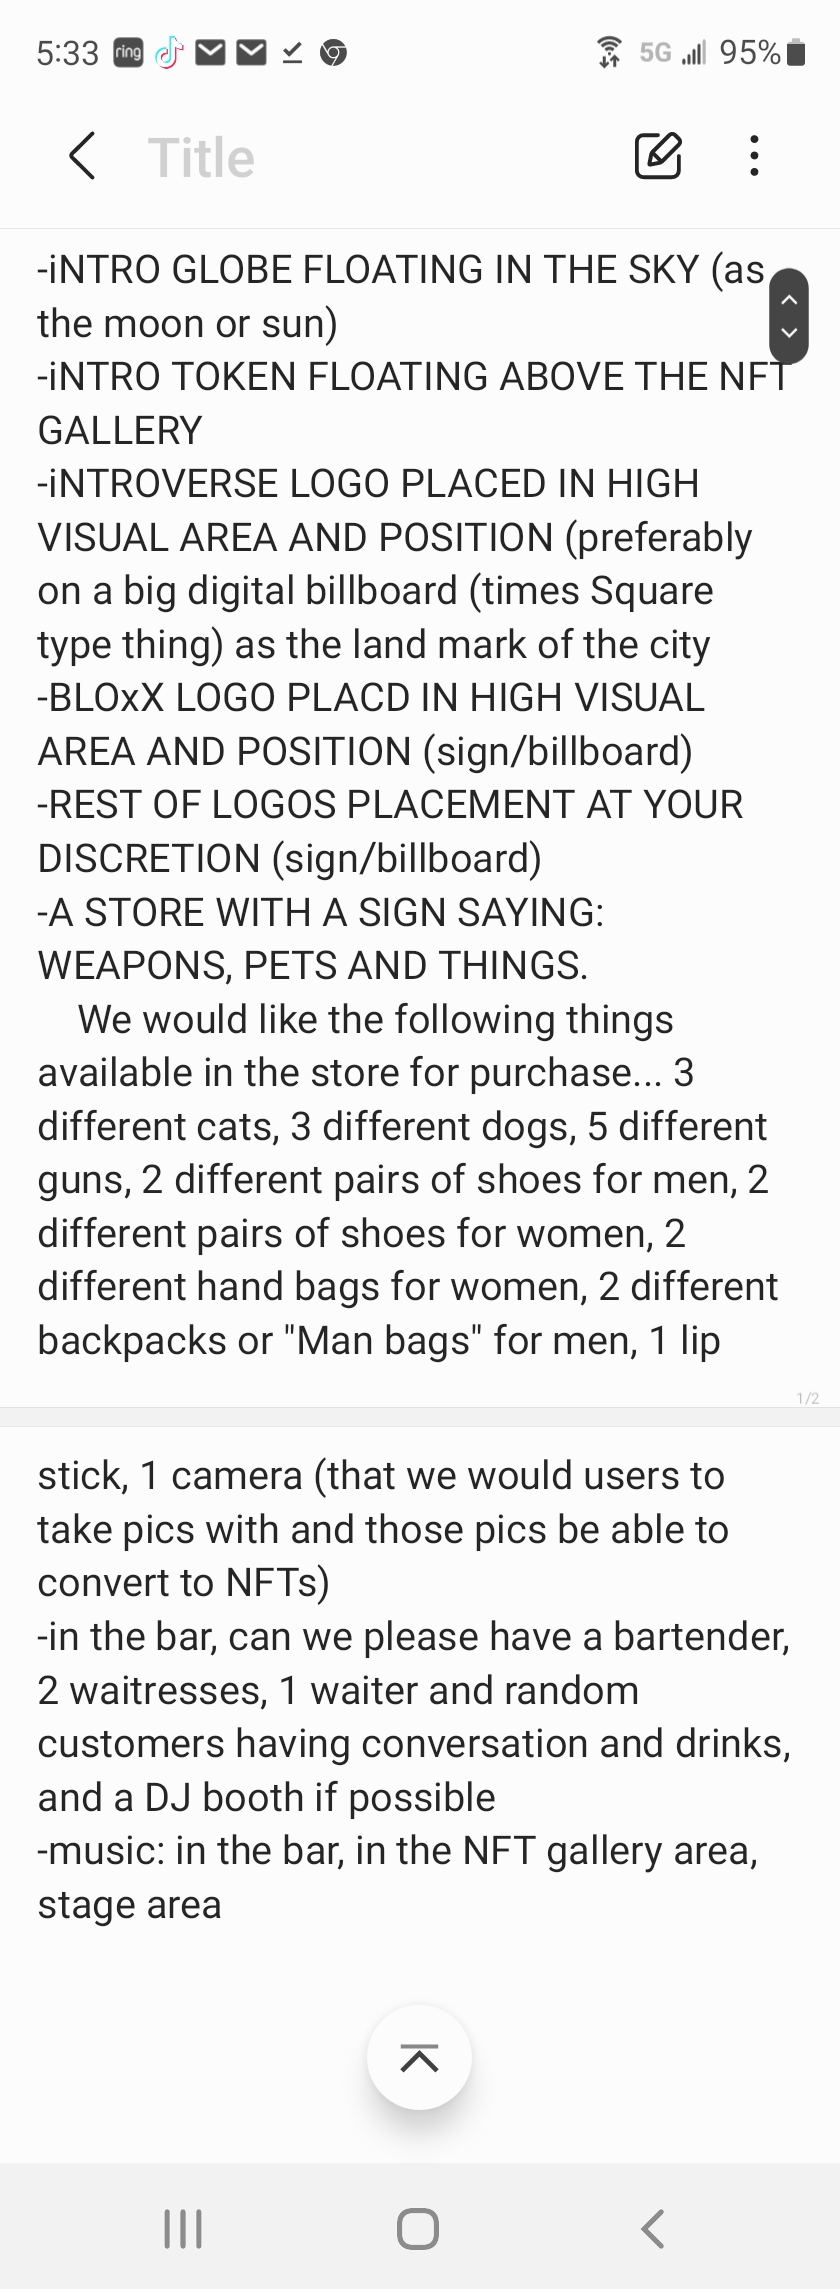 5:33 ring 5G 95%
Title
-iNTRO GLOBE FLOATING IN THE SKY (as
the moon or sun)
-iNTRO TOKEN FLOATING ABOVE THE NFT
GALLERY
-iNTROVERSE LOGO PLACED IN HIGH
VISUAL AREA AND POSITION (preferably
on a big digital billboard (times Square
type thing) as the land mark of the city
-BLOxX LOGO PLACD IN HIGH VISUAL
AREA AND POSITION (sign/billboard)
-REST OF LOGOS PLACEMENT AT YOUR
DISCRETION (sign/billboard)
-A STORE WITH A SIGN SAYING:
WEAPONS, PETS AND THINGS.
We would like the following things
available in the store for purchase... 3
different cats, 3 different dogs, 5 different
guns, 2 different pairs of shoes for men, 2
different pairs of shoes for women, 2
different hand bags for women, 2 different
backpacks or "Man bags" for men, 1 lip
1/2
stick, 1 camera (that we would users to
take pics with and those pics be able to
convert to NFTs)
-in the bar, can we please have a bartender,
2 waitresses, 1 waiter and random
customers having conversation and drinks,
and a DJ booth if possible
-music: in the bar, in the NFT gallery area,
stage area